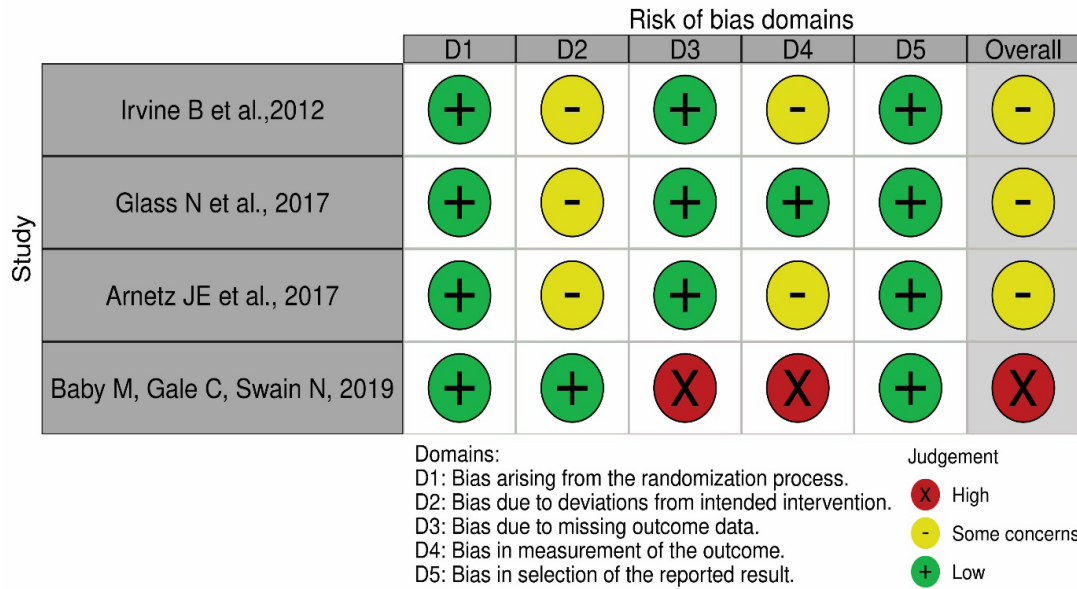 Risk of bias domains
D1 D2 D3 D4 D5 Overall
Study
Irvine B et al.,2012 + - + - + -
Glass N et al., 2017 + - + + + -
Arnetz JE et al., 2017 + - + - + -
Baby M, Gale C, Swain N, 2019 + + X X + X
Domains:
D1: Bias arising from the randomization process.
D2: Bias due to deviations from intended intervention.
D3: Bias due to missing outcome data.
D4: Bias in measurement of the outcome.
D5: Bias in selection of the reported result.
Judgement
X High
- Some concerns
+ Low